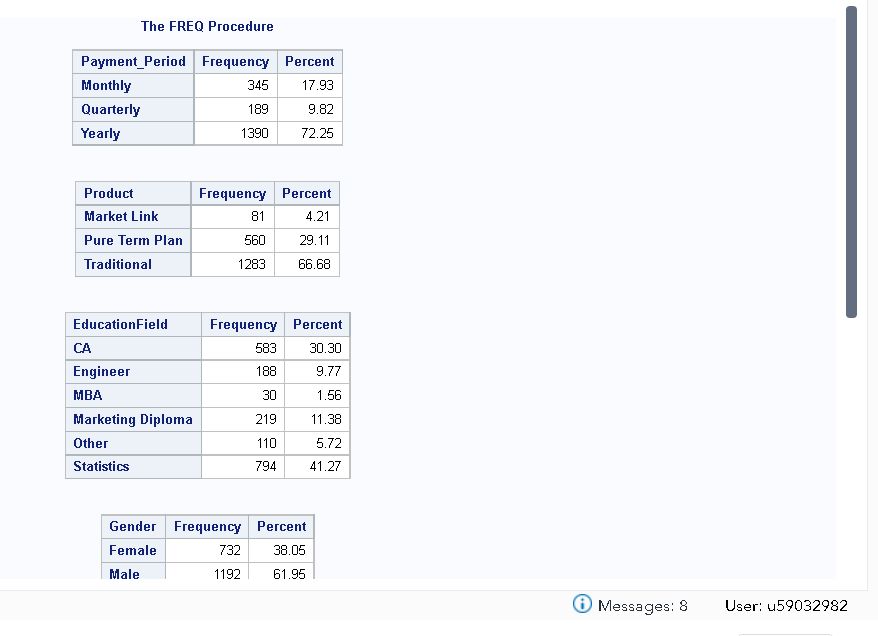 The FREQ Procedure
Payment_Period Frequency Percent
Monthly 345 17.93
Quarterly 189 9.82
Yearly 1390 72.25
Product Frequency Percent
Market Link 81 4.21
Pure Term Plan 560 29.11
Traditional 1283 66.68
EducationField Frequency Percent
CA 583 30.30
Engineer 188 9.77
MBA 30 1.56
Marketing Diploma 219 11.38
Other 110 5.72
Statistics 794 41.27
Gender Frequency Percent
Female 732 38.05
Male 1192 61.95
Messages: 8 User: u59032982